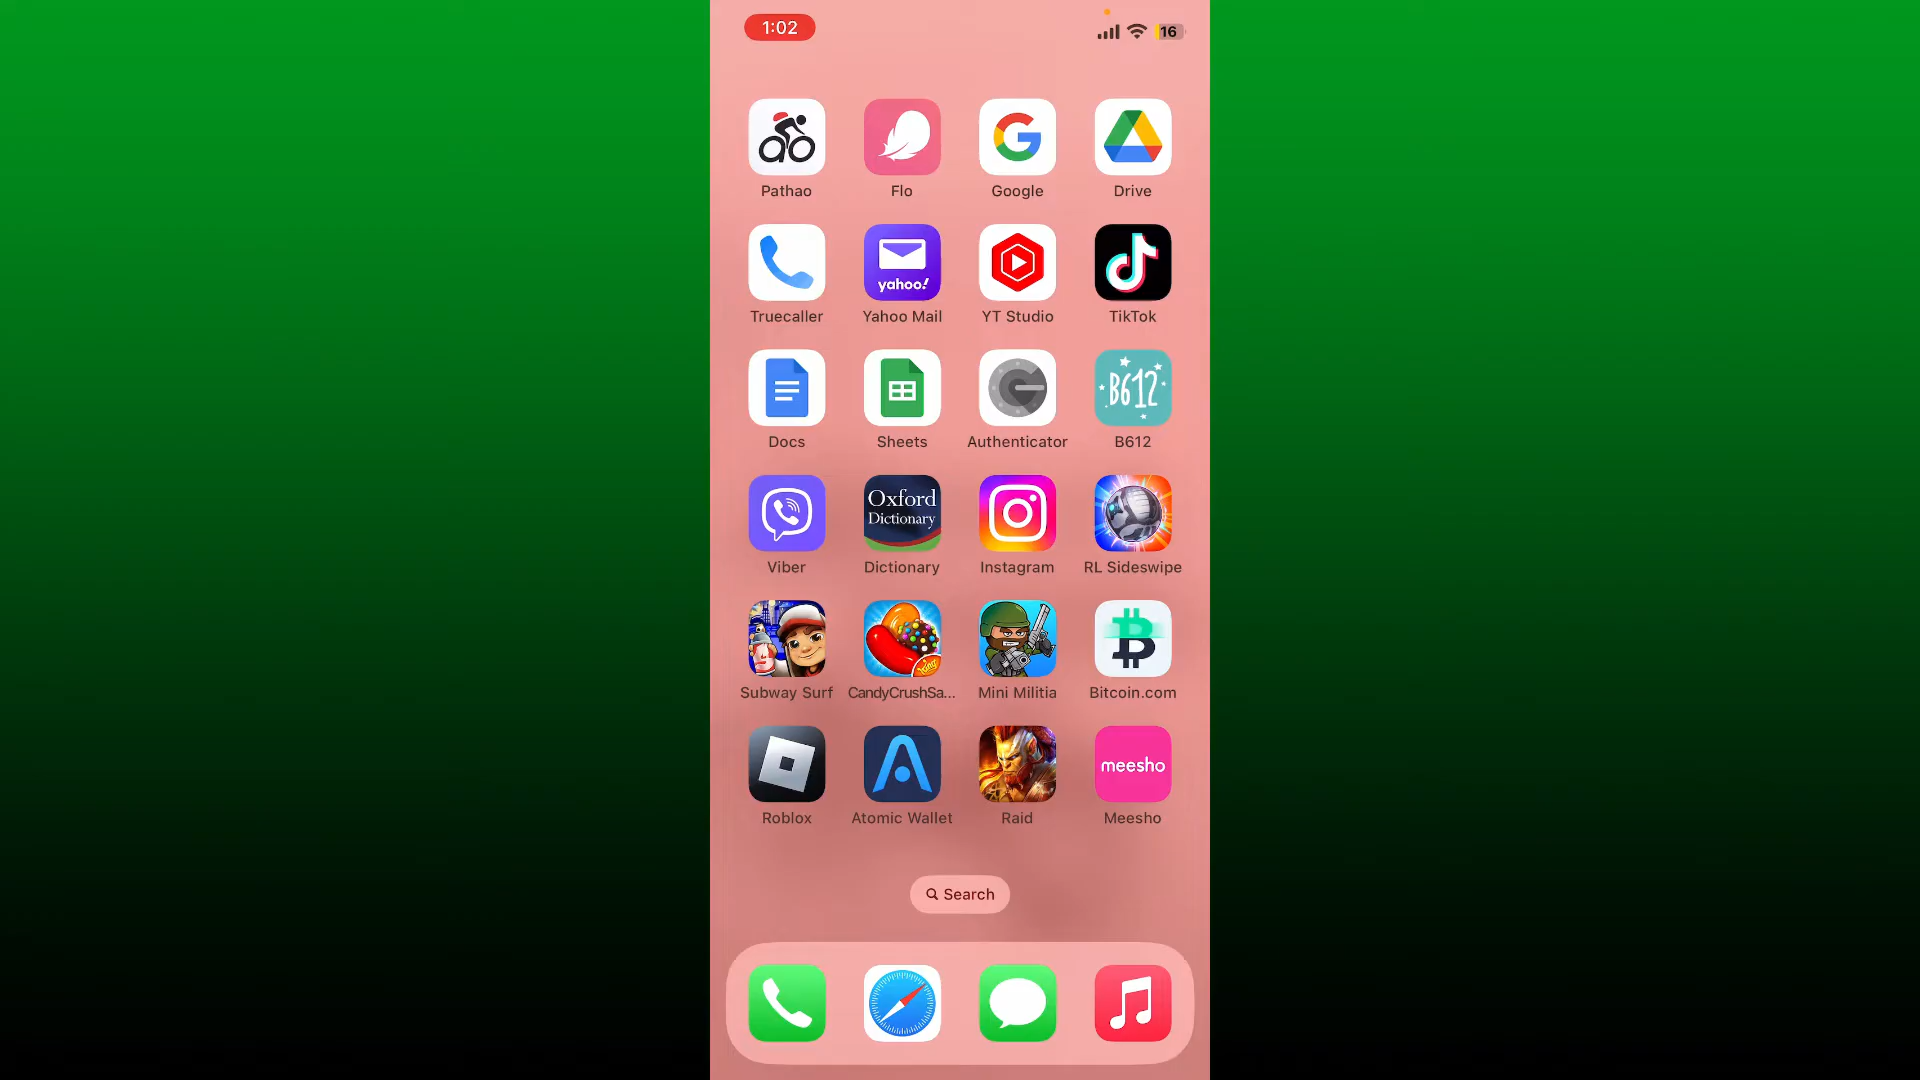 1:02
16
Pathao
Flo
Google
Drive
yahoo!
Truecaller
Yahoo Mail
YT Studio
TikTok
B612
Docs
Sheets
Authenticator
B612
Oxford
Dictionary
Viber
Dictionary
Instagram
RL Sideswipe
King
Subway Surf
CandyCrushSa...
Mini Militia
Bitcoin.com
meesho
Roblox
Atomic Wallet
Raid
Meesho
Search